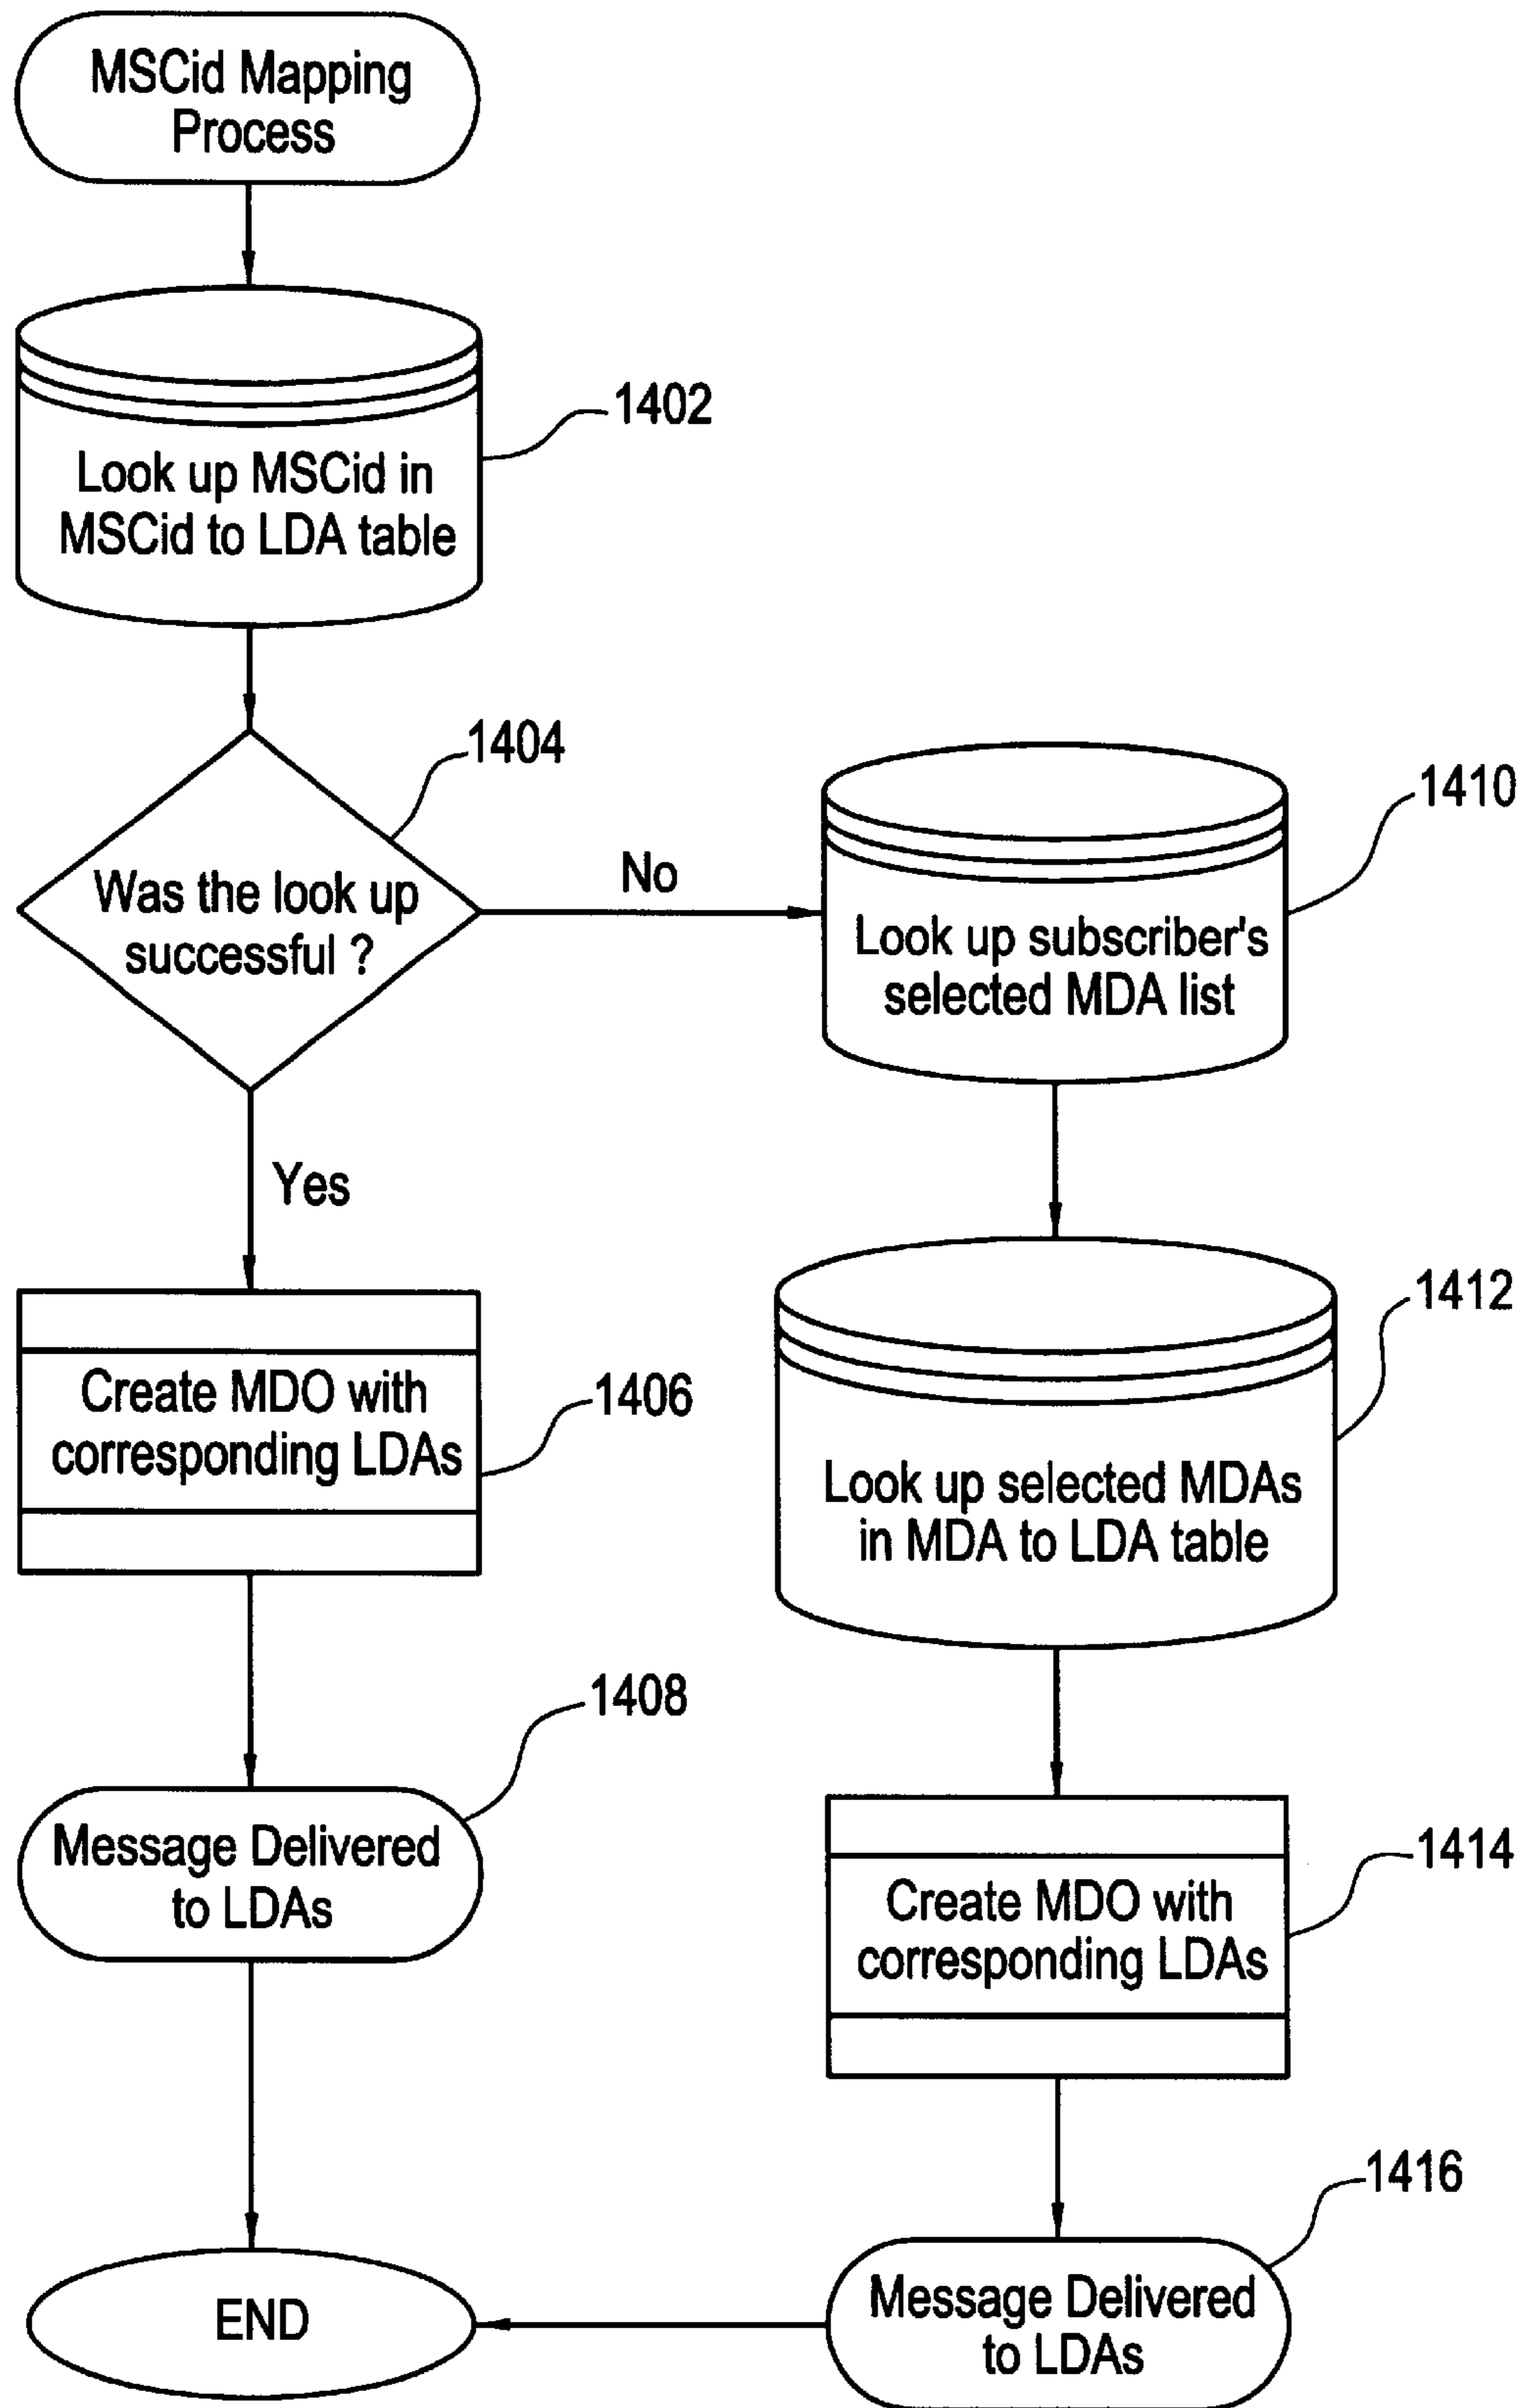 MSCid Mapping
Process
1402
Look up MSCid in
MSCid to LDA table
1404
Was the look up
successful ?
No
Yes
1410
Look up subscriber's
selected MDA list
1412
Look up selected MDAs
in MDA to LDA table
1406
Create MDO with
corresponding LDAs
1408
Message Delivered
to LDAs
1414
Create MDO with
corresponding LDAs
1416
Message Delivered
to LDAs
END